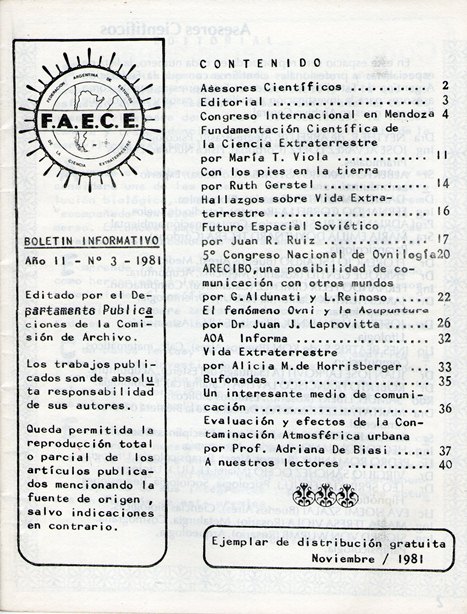 FEDERACION ARGENTINA DE ESTUDIOS
F.A.E.C.E.
DE LA CIENCIA EXTRATERRESTRE
BOLETIN INFORMATIVO
Año II - Nº 3 - 1981
Editado por el De-
partamento Publica
ciones de la Comi-
sión de Archivo.
Los trabajos publi-
cados son de absolu
ta responsabilidad
de sus autores.
Queda permitida la
reproducción total
o parcial de los
artículos publica-
dos mencionando la
fuente de origen ,
salvo indicaciones
en contrario.
CONTENIDO
Asesores Científicos ........... 2
Editorial ...................... 3
Congreso Internacional en Mendoza 4
Fundamentación Científica de
la Ciencia Extraterrestre
por María T. Viola ............. 11
Con los pies en la tierra
por Ruth Gerstel ............... 14
Hallazgos sobre Vida Extra-
terrestre ...................... 16
Futuro Espacial Soviético
por Juan R. Ruiz ............... 17
5º Congreso Nacional de Ovnilogía20
ARECIBO,una posibilidad de co-
municación con otros mundos
por G.Aldunati y L.Reinoso ..... 22
El fenómeno Ovni y la Acupuntura
por Dr Juan J. Laprovitta ...... 26
AOA Informa .................... 32
Vida Extraterrestre
por Alicia M.de Horrisberger ... 33
Bufonadas ...................... 35
Un interesante medio de comuni-
cación ......................... 36
Evaluación y efectos de la Con-
taminación Atmosférica urbana
por Prof. Adriana De Biasi ..... 37
A nuestros lectores ............ 40
Ejemplar de distribución gratuita
Noviembre / 1981